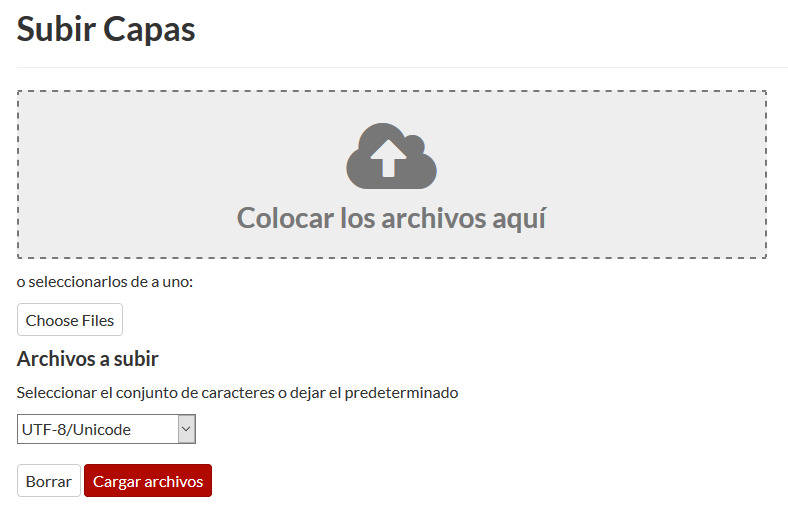 Subir Capas
Colocar los archivos aquí
o seleccionarlos de a uno:
Choose Files
Archivos a subir
Seleccionar el conjunto de caracteres o dejar el predeterminado
UTF-8/Unicode
Borrar Cargar archivos